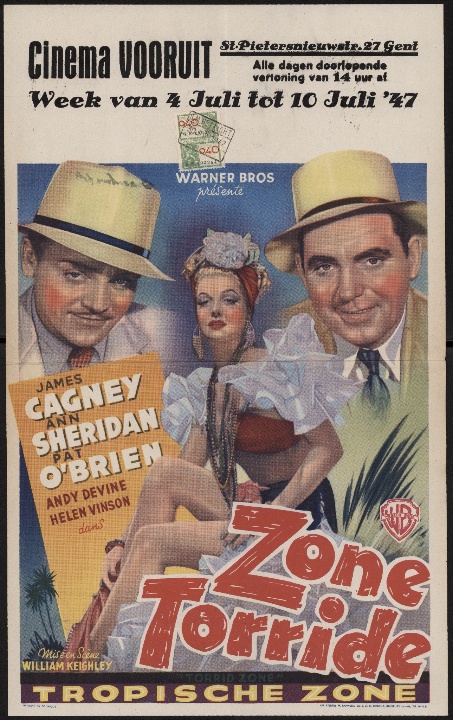 Cinema VOORUIT
St-Pietersnieuwstr. 27 Gent
Alle dagen doorlopende
vertoning van 14 uur af
Week van 4 Juli tot 10 Juli '47
WARNER BROS
présente
JAMES
CAGNEY
ANN
SHERIDAN
PAT
O'BRIEN
ANDY DEVINE
HELEN VINSON
dans
WB
Zone
Torride
Mise en Scène
WILLIAM KEIGHLEY
"TORRID ZONE"
TROPISCHE ZONE